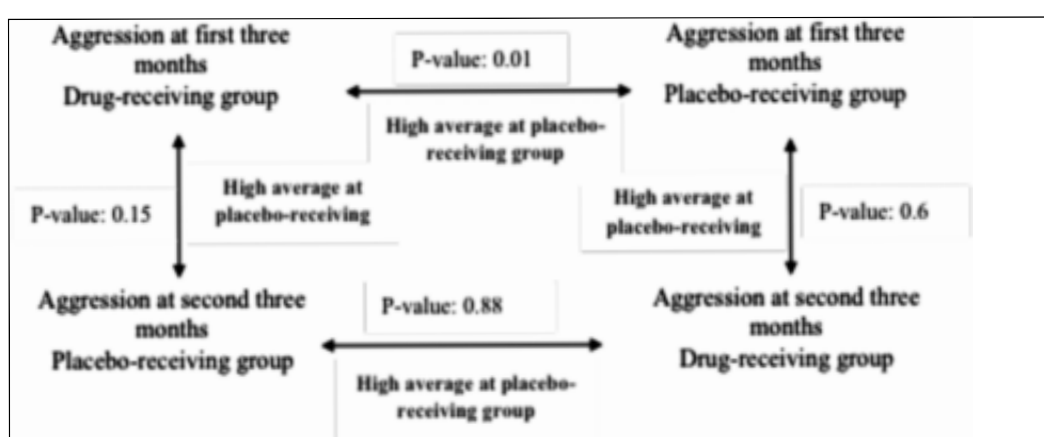 Aggression at first three
months
Drug-receiving group
P-value: 0.01
High average at placebo-
receiving group
Aggression at first three
months
Placebo-receiving group
P-value: 0.15
High average at
placebo-receiving
High average at
placebo-receiving
P-value: 0.6
Aggression at second three
months
Placebo-receiving group
P-value: 0.88
High average at placebo-
receiving group
Aggression at second three
months
Drug-receiving group